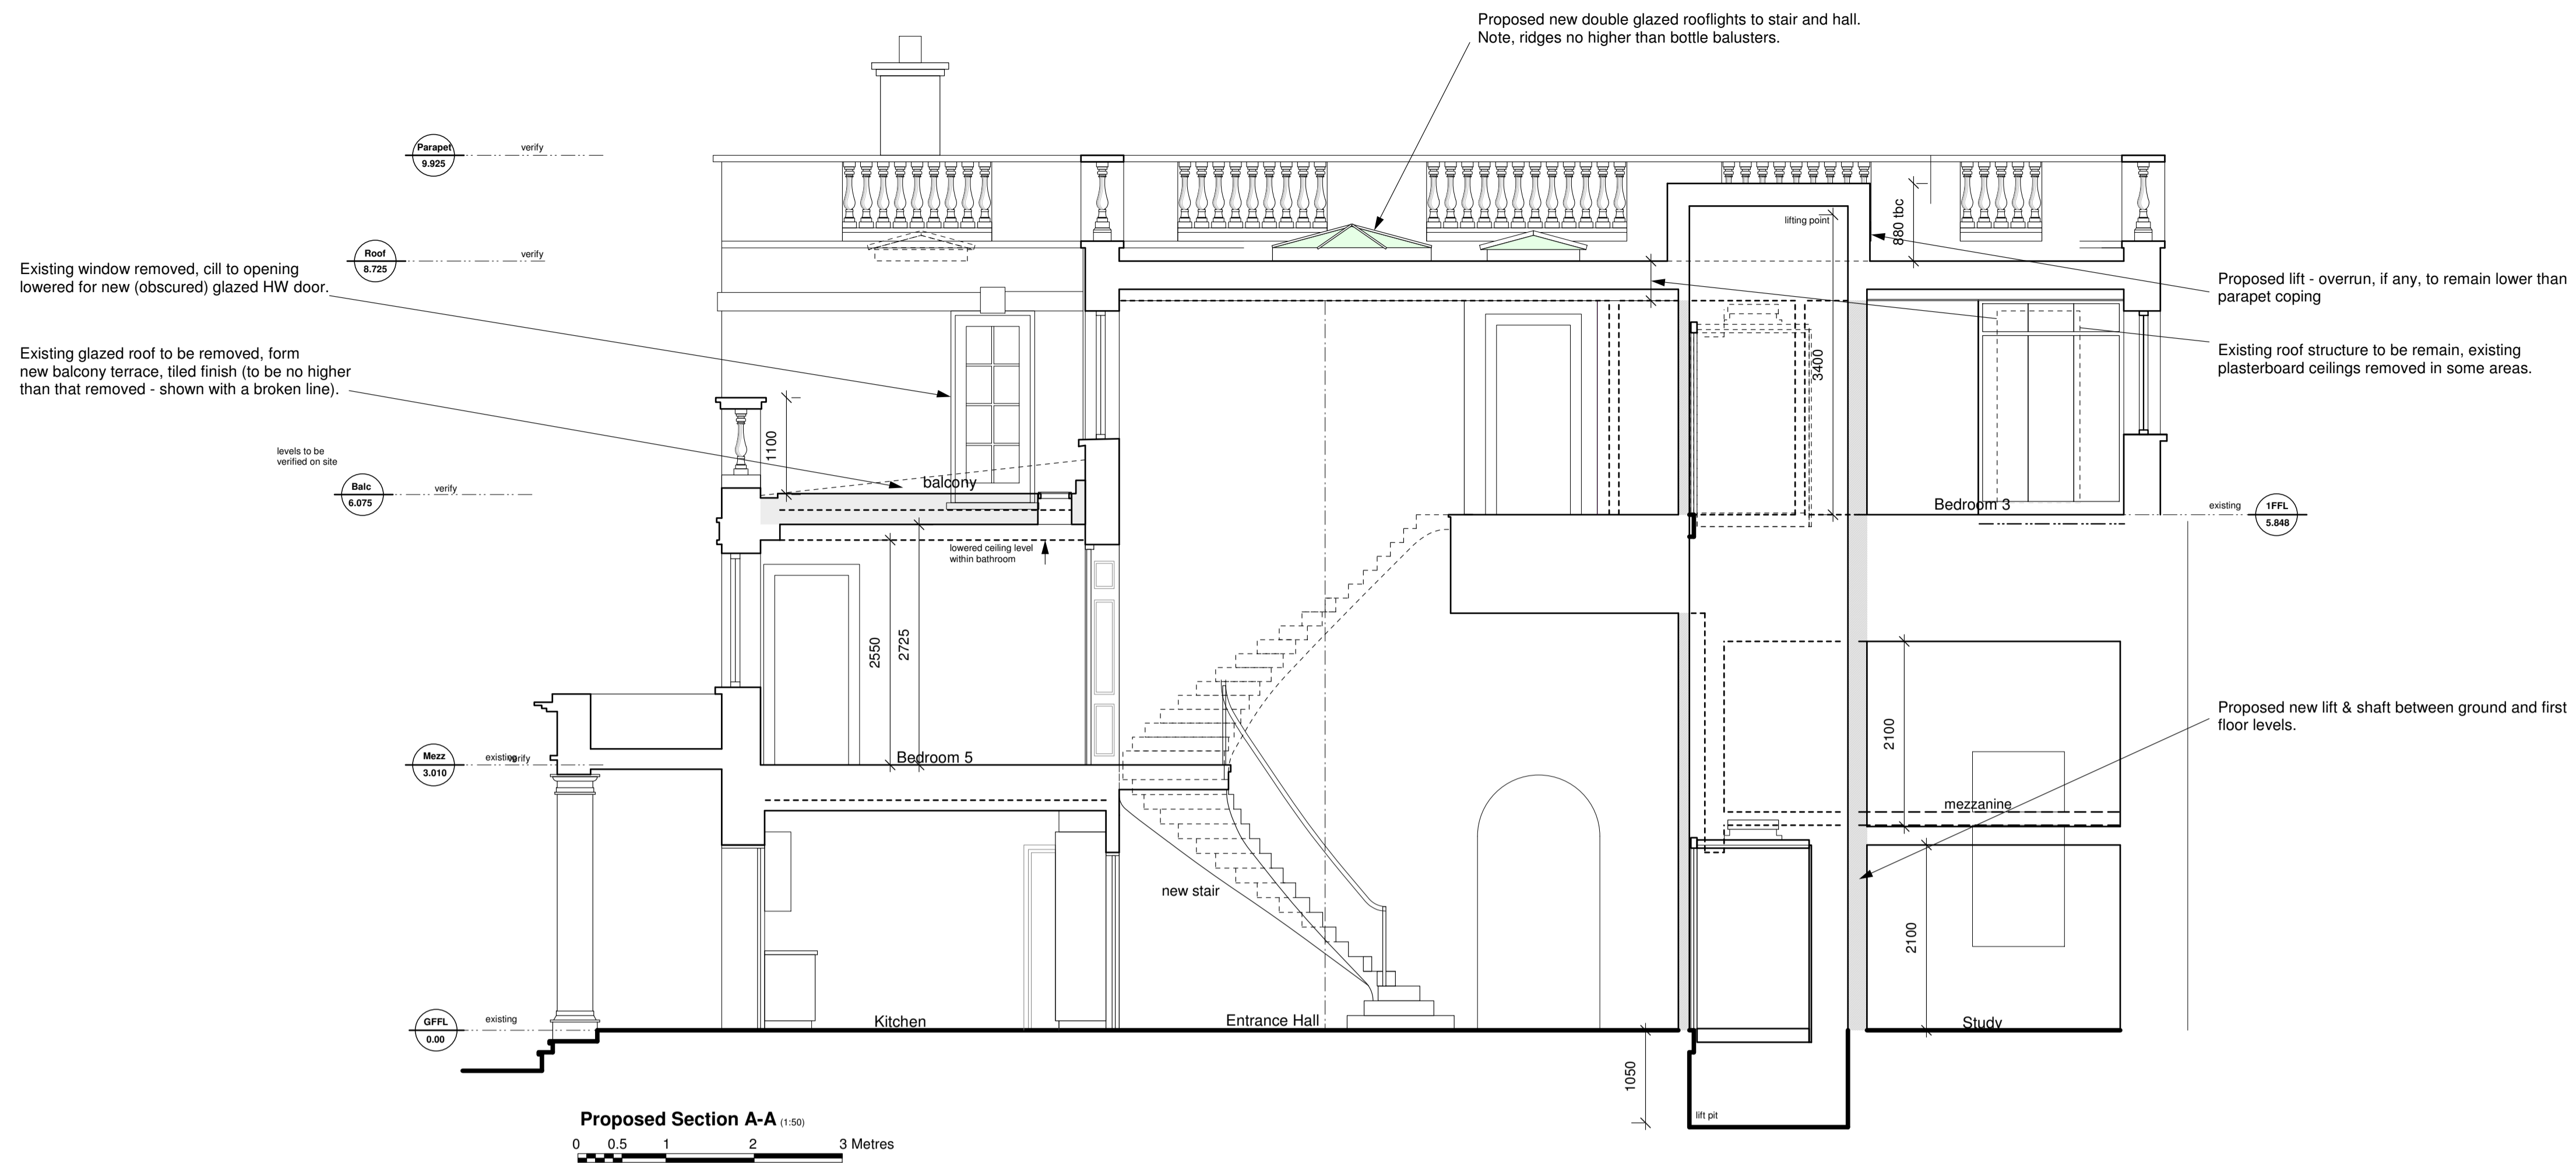 Proposed new double glazed rooflights to stair and hall.
Note, ridges no higher than bottle balusters.
Parapet
9.925
verify
Roof
8.725
verify
lifting point
880 tbc
Existing window removed, cill to opening
lowered for new (obscured) glazed HW door.
Proposed lift - overrun, if any, to remain lower than
parapet coping
Existing glazed roof to be removed, form
new balcony terrace, tiled finish (to be no higher
than that removed - shown with a broken line).
Existing roof structure to be remain, existing
plasterboard ceilings removed in some areas.
3400
1100
levels to be
verified on site
Balc
6.075
verify
balcony
Bedroom 3
existing
1FFL
5.848
lowered ceiling level
within bathroom
2550
2725
Proposed new lift & shaft between ground and first
floor levels.
2100
Mezz
3.010
existing
verify
Bedroom 5
mezzanine
new stair
2100
GFFL
0.00
existing
Kitchen
Entrance Hall
Study
1050
lift pit
Proposed Section A-A (1:50)
0 0.5 1 2 3 Metres